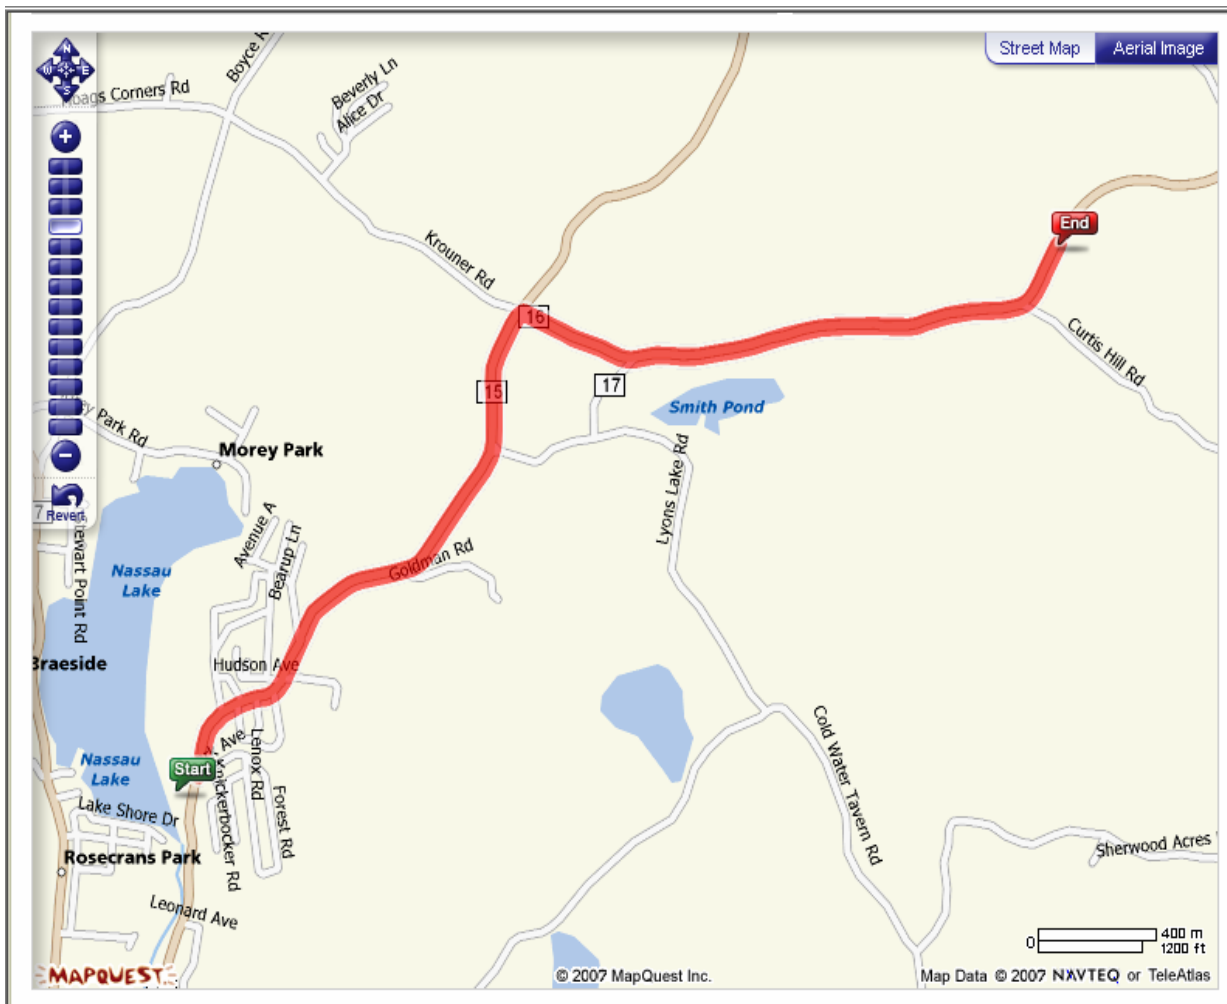 Street Map
Aerial Image
N
W
E
S
Boyce
Corners Rd
Beverly Ln
Alice Dr
End
Krouner Rd
16
Curtis Hill Rd
15
17
Smith Pond
Park Rd
Morey Park
Lyons Lake Rd
7
Revert
Avenue A
Bearup Ln
Goldman Rd
Nassau
Lake
Stewart Point Rd
Braeside
Hudson Ave
Cold Water Tavern Rd
Ave
Lenox Rd
Nassau
Lake
Start
Knickerbocker Rd
Forest Rd
Lake Shore Dr
Rosecrans Park
Sherwood Acres
Leonard Ave
0
400 m
1200 ft
MAPQUEST
© 2007 MapQuest Inc.
Map Data © 2007 NAVTEQ or TeleAtlas